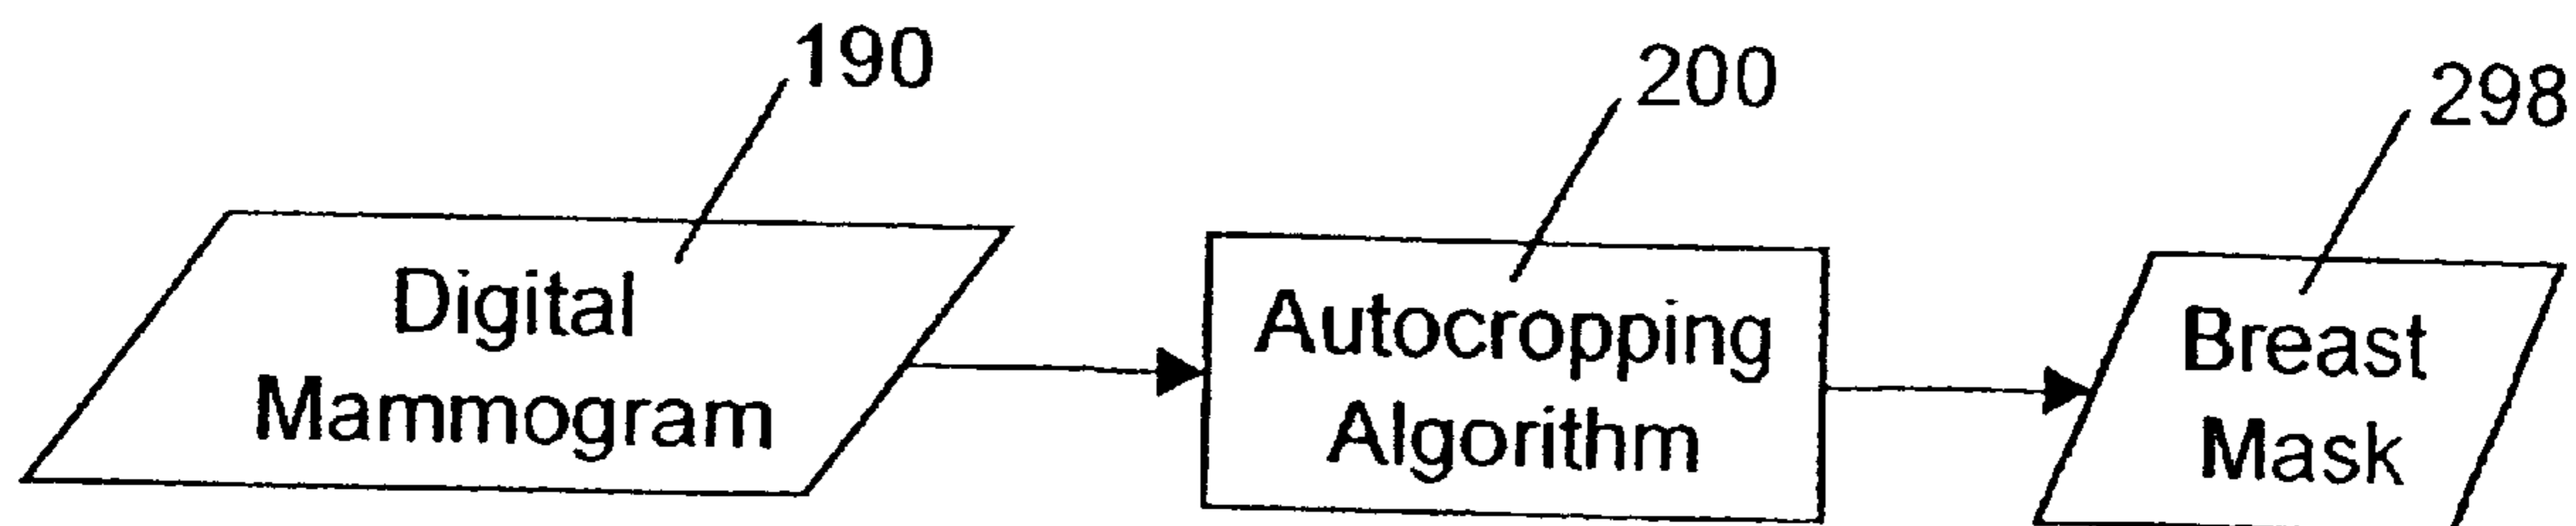 190
200
298
Digital
Mammogram
Autocropping
Algorithm
Breast
Mask